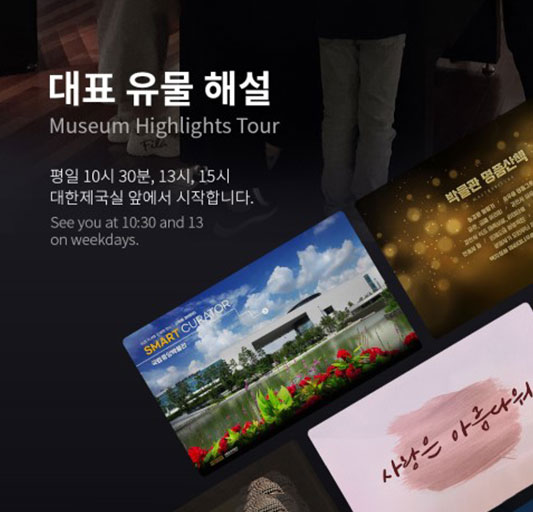 대표 유물 해설
Museum Highlights Tour
평일 10시 30분, 13시, 15시
대한제국실 앞에서 시작합니다.
See you at 10:30 and 13
on weekdays.
박물관 명품산책
SMART CURATOR
국립중앙박물관
사랑은 아름다워
Fila